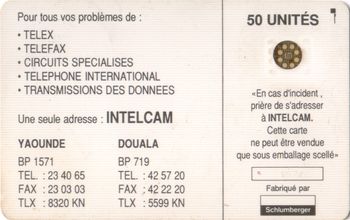 Pour tous vos problèmes de :
• TELEX
• TELEFAX
• CIRCUITS SPECIALISES
• TELEPHONE INTERNATIONAL
• TRANSMISSIONS DES DONNEES
Une seule adresse : INTELCAM
YAOUNDE
BP 1571
TEL. : 23 40 65
FAX : 23 03 03
TLX : 8320 KN
DOUALA
BP 719
TEL. : 42 57 20
FAX : 42 22 20
TLX : 5599 KN
50 UNITÉS
«En cas d'incident,
prière de s'adresser
à INTELCAM.
Cette carte
ne peut être vendue
que sous emballage scellé»
Fabriqué par
Schlumberger